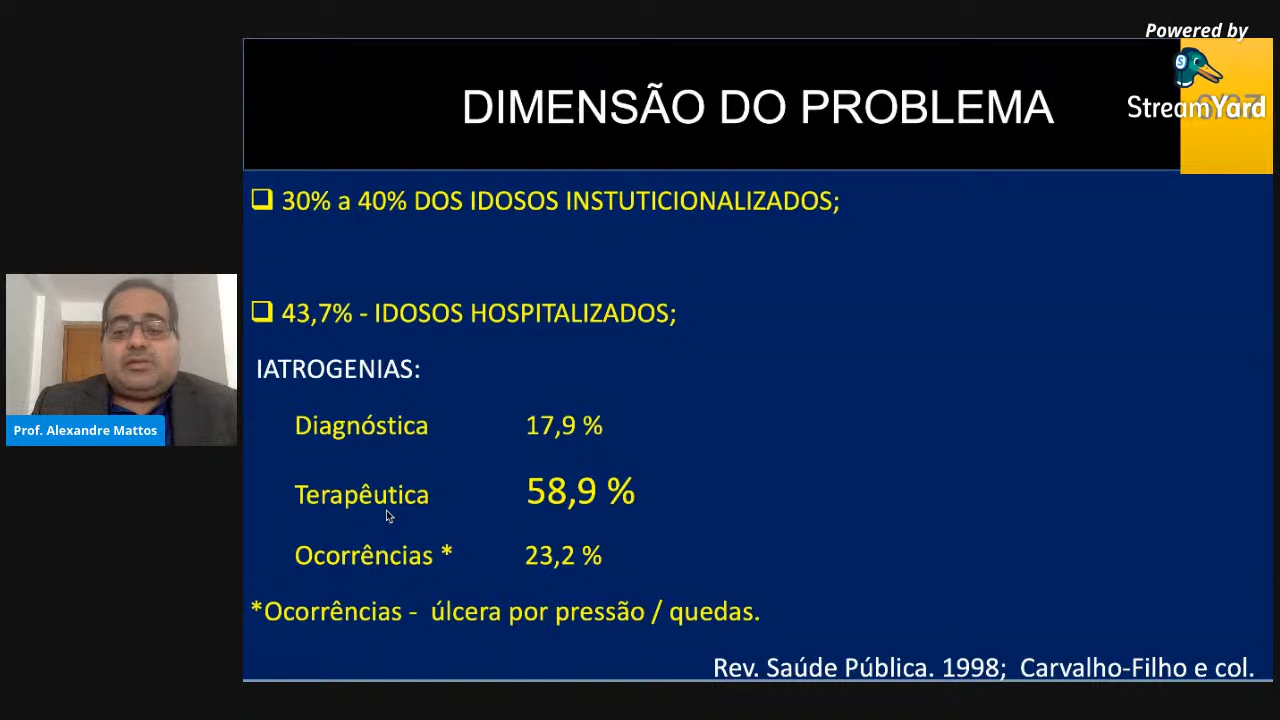 Powered by
StreamYard
DIMENSÃO DO PROBLEMA
❑ 30% a 40% DOS IDOSOS INSTUTICIONALIZADOS;
❑ 43,7% - IDOSOS HOSPITALIZADOS;
IATROGENIAS:
Diagnóstica 17,9 %
Terapêutica 58,9 %
Ocorrências * 23,2 %
*Ocorrências - úlcera por pressão / quedas.
Rev. Saúde Pública. 1998; Carvalho-Filho e col.
Prof. Alexandre Mattos